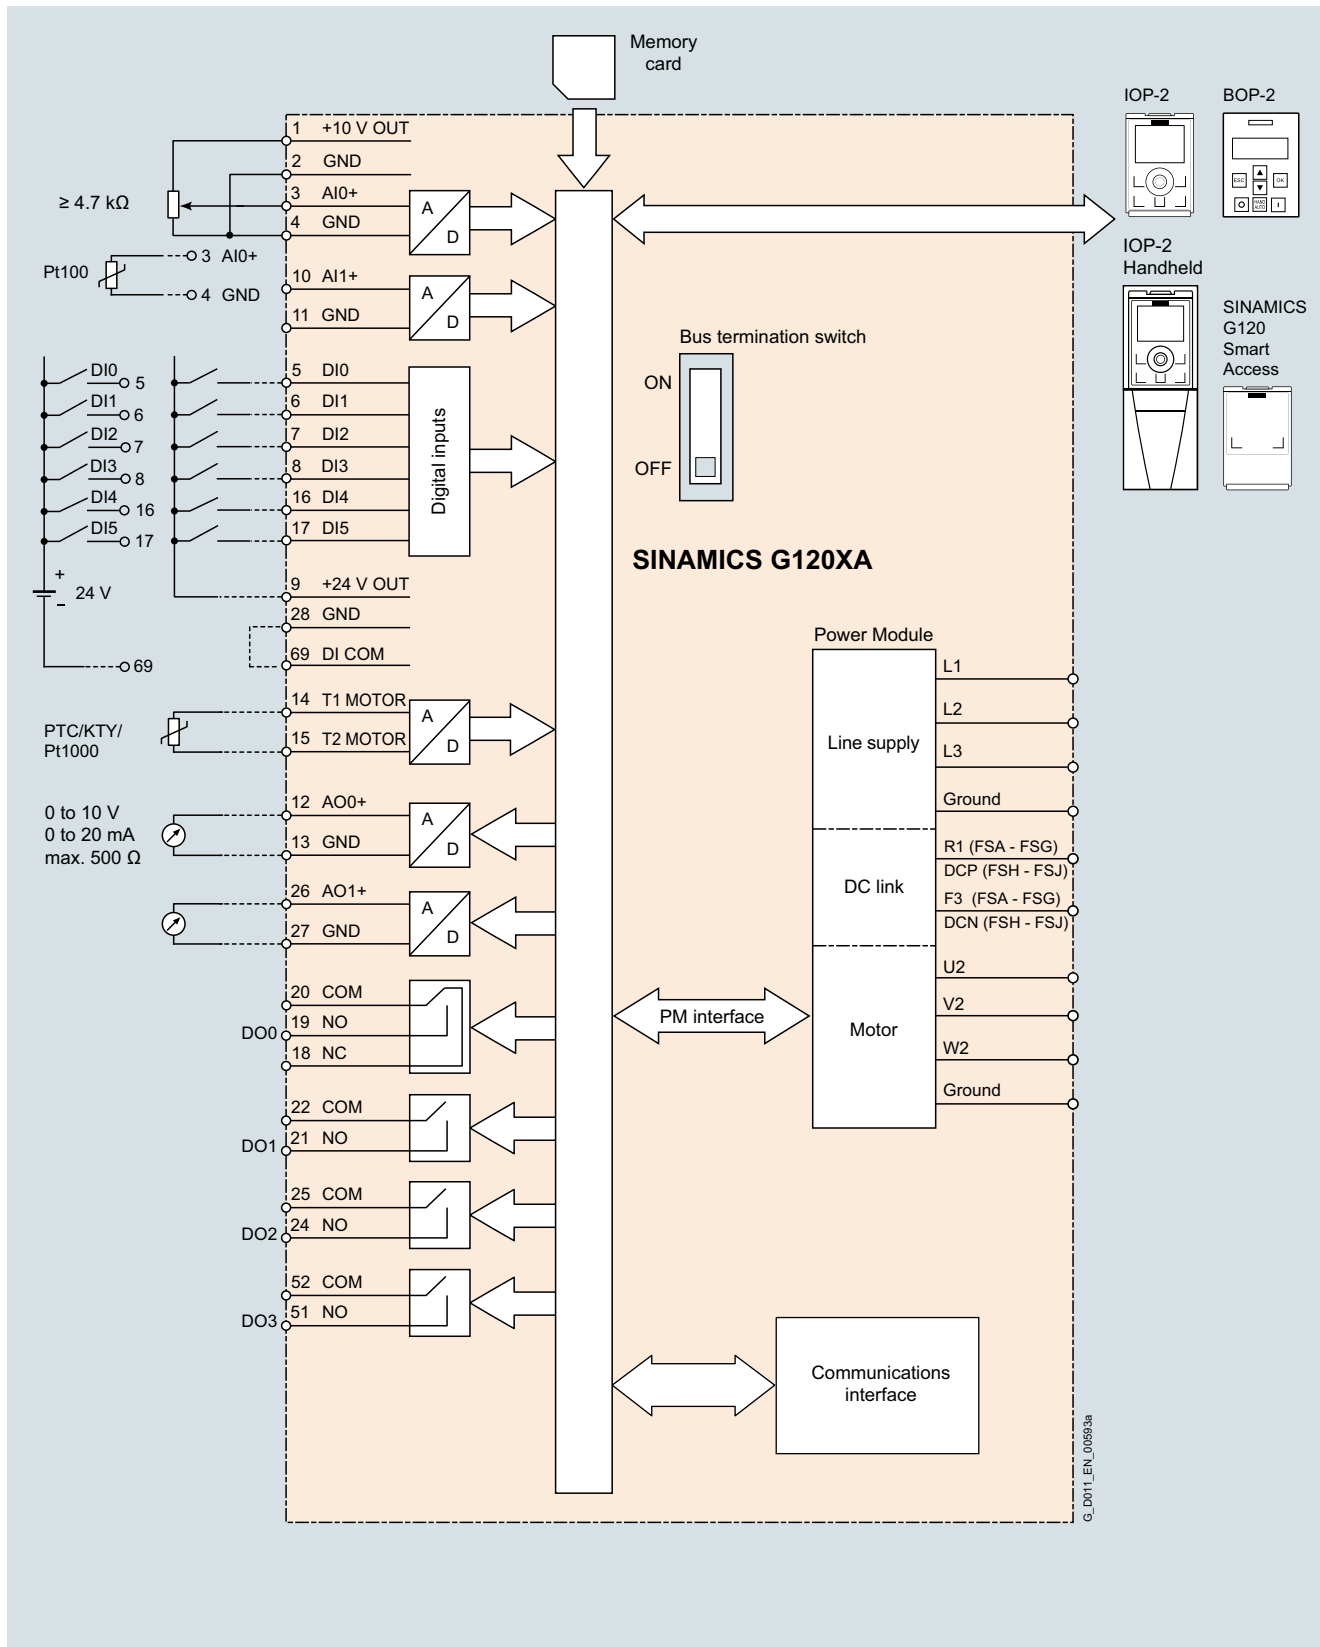 Memory
card
IOP-2
BOP-2
ESC
OK
HAND
AUTO
IOP-2
Handheld
SINAMICS
G120
Smart
Access
1 +10 V OUT
2 GND
3 AI0+
4 GND
≥ 4.7 kΩ
A
D
Pt100
3 AI0+
4 GND
10 AI1+
11 GND
A
D
Bus termination switch
ON
OFF
DI0 5
DI1 6
DI2 7
DI3 8
DI4 16
DI5 17
+
24 V
–
69
5 DI0
6 DI1
7 DI2
8 DI3
16 DI4
17 DI5
Digital inputs
SINAMICS G120XA
9 +24 V OUT
28 GND
69 DI COM
PTC/KTY/
Pt1000
14 T1 MOTOR
15 T2 MOTOR
A
D
0 to 10 V
0 to 20 mA
max. 500 Ω
12 AO0+
13 GND
A
D
26 AO1+
27 GND
A
D
DO0
20 COM
19 NO
18 NC
DO1
22 COM
21 NO
DO2
25 COM
24 NO
DO3
52 COM
51 NO
Power Module
Line supply
L1
L2
L3
Ground
DC link
R1 (FSA - FSG)
DCP (FSH - FSJ)
F3 (FSA - FSG)
DCN (FSH - FSJ)
Motor
U2
V2
W2
Ground
PM interface
Communications
interface
G_D011_EN_00593a